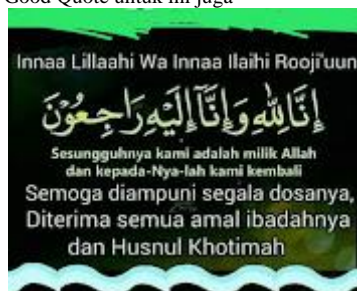 Good Quote untuk ini juga
Innaa Lillaahi Wa Innaa Ilaihi Rooji'uun
إِنَّا لِلّٰهِ وَإِنَّآ إِلَيْهِ رَاجِعُوْنَ
Sesungguhnya kami adalah milik Allah
dan kepada-Nya-lah kami kembali
Semoga diampuni segala dosanya,
Diterima semua amal ibadahnya
dan Husnul Khotimah